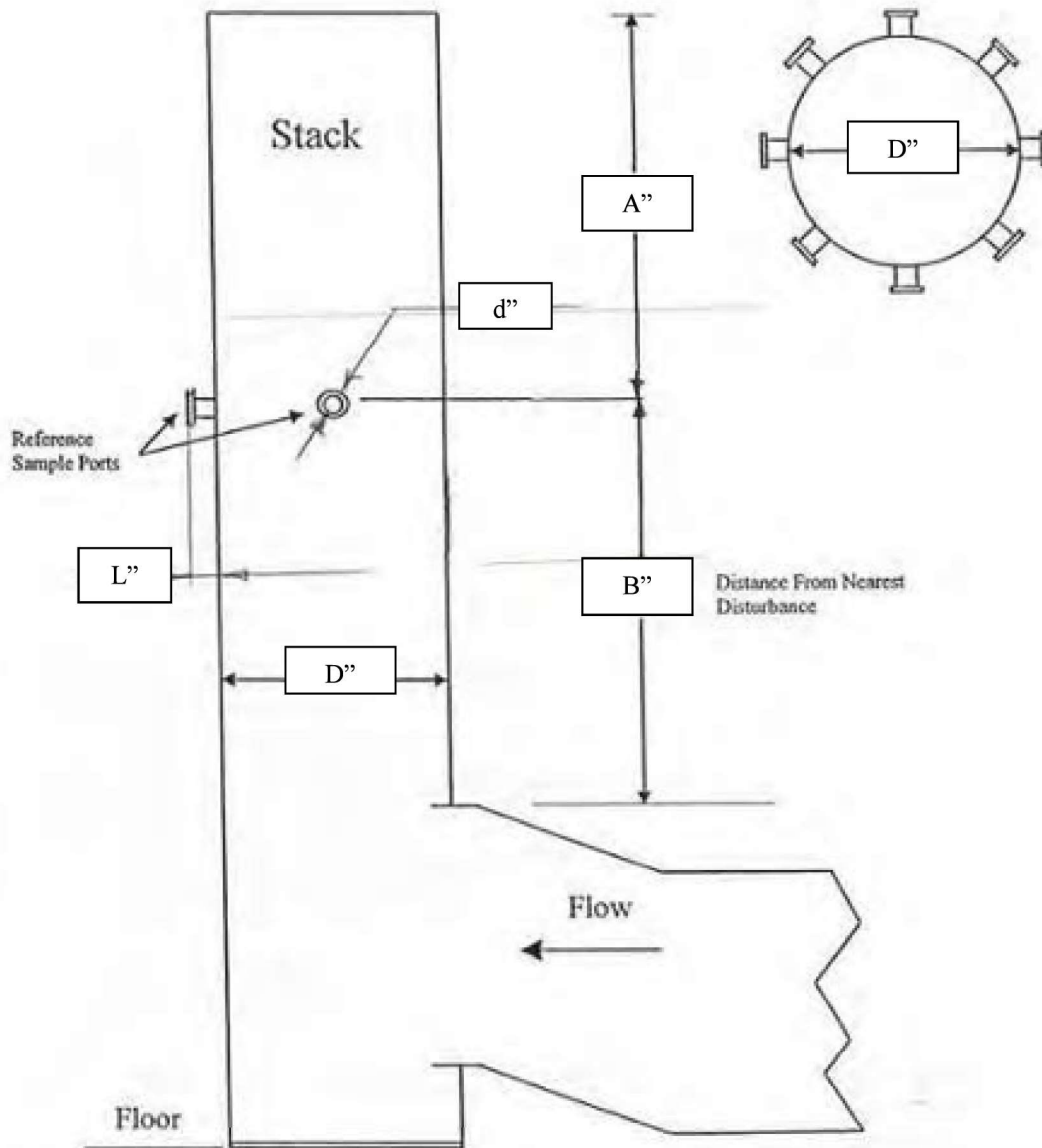 Stack
A”
D”
d”
Reference
Sample Ports
L”
B”
Distance From Nearest
Disturbance
D”
Flow
Floor